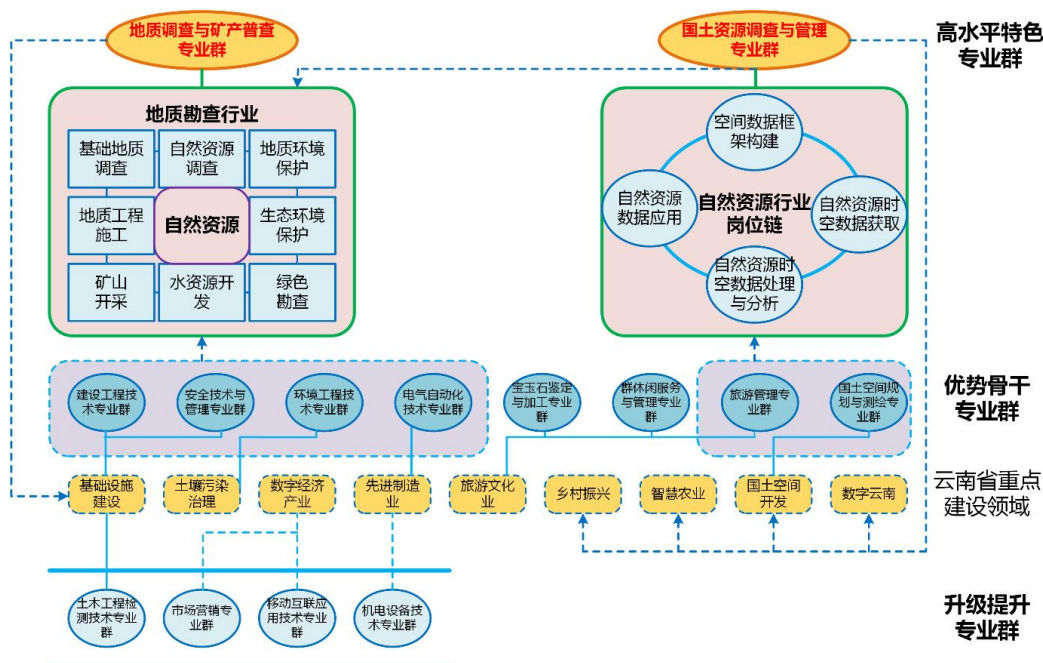 地质调查与矿产普查
专业群
国土资源调查与管理
专业群
高水平特色
专业群
地质勘查行业
基础地质
调查
自然资源
调查
地质环境
保护
地质工程
施工
自然资源
生态环境
保护
矿山
开采
水资源开
发
绿色
勘查
空间数据框
架构建
自然资源
数据应用
自然资源行业
岗位链
自然资源时
空数据获取
自然资源时
空数据处理
与分析
建设工程技
术专业群
安全技术与
管理专业群
环境工程技
术专业群
电气自动化
技术专业群
宝玉石鉴定
与加工专业
群
群休闲服务
与管理专业
群
旅游管理专
业群
国土空间规
划与测绘专
业群
优势骨干
专业群
基础设施
建设
土壤污染
治理
数字经济
产业
先进制造
业
旅游文化
业
乡村振兴
智慧农业
国土空间
开发
数字云南
云南省重点
建设领域
土木工程检
测技术专业
群
市场营销专
业群
移动互联应
用技术专业
群
机电设备技
术专业群
升级提升
专业群